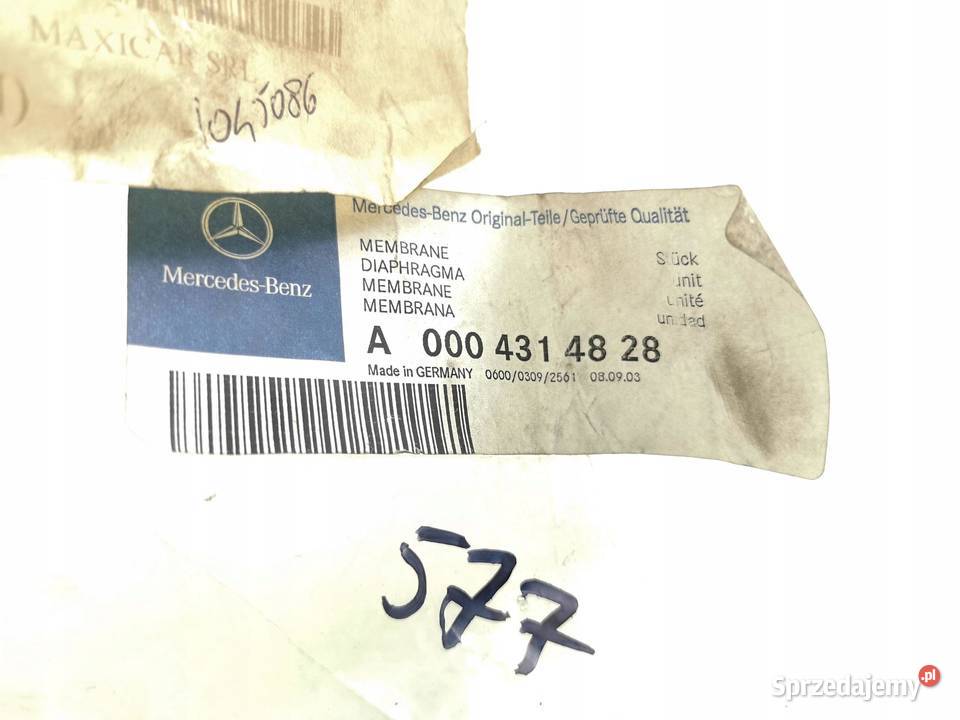 MAXICAR SRL
1045086
Mercedes-Benz Original-Teile/Geprüfte Qualität
Mercedes-Benz
MEMBRANE Stück
DIAPHRAGMA unit
MEMBRANE unité
MEMBRANA unidad
A 000 431 48 28
Made in GERMANY 0600/0309/2561 08.09.03
577
Sprzedajemy.pl